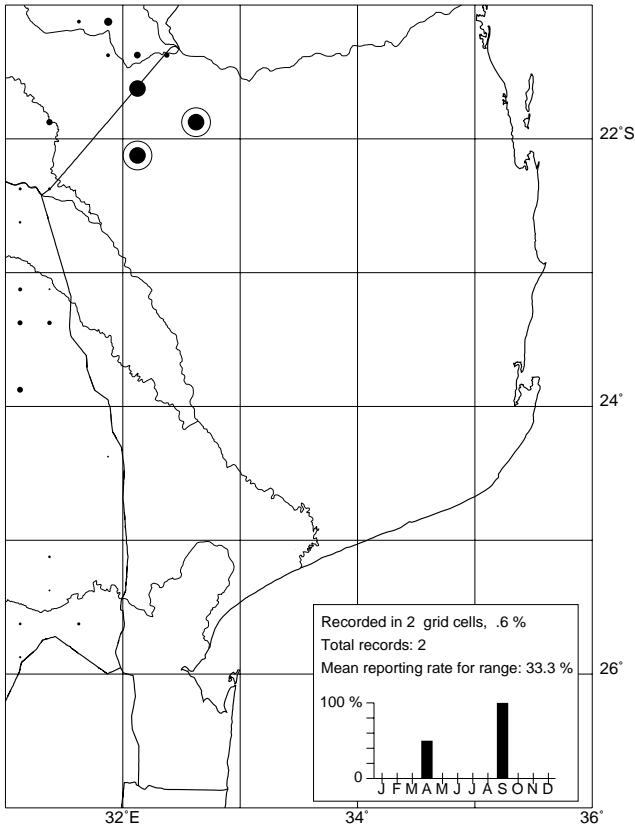 22°S
24°
Recorded in 2 grid cells, .6 %
Total records: 2
Mean reporting rate for range: 33.3 %
26°
100 %
0
J F M A M J J A S O N D
32°E
34°
35°
36°